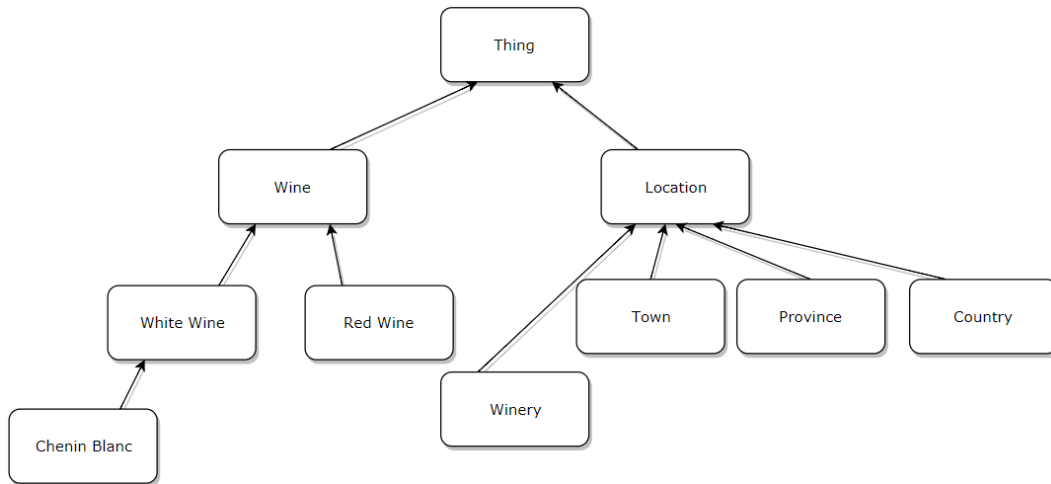 Thing
Wine
Location
White Wine
Red Wine
Town
Province
Country
Winery
Chenin Blanc